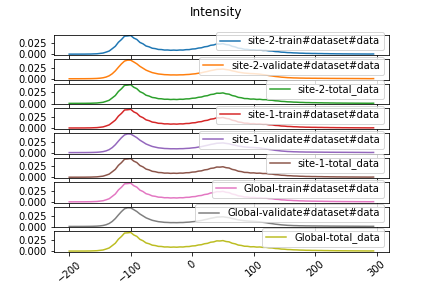 Intensity
0.025
0.000
site-2-train#dataset#data
0.025
0.000
site-2-validate#dataset#data
0.025
0.000
site-2-total_data
0.025
0.000
site-1-train#dataset#data
0.025
0.000
site-1-validate#dataset#data
0.025
0.000
site-1-total_data
0.025
0.000
Global-train#dataset#data
0.025
0.000
Global-validate#dataset#data
0.025
0.000
Global-total_data
−200
−100
0
100
200
300